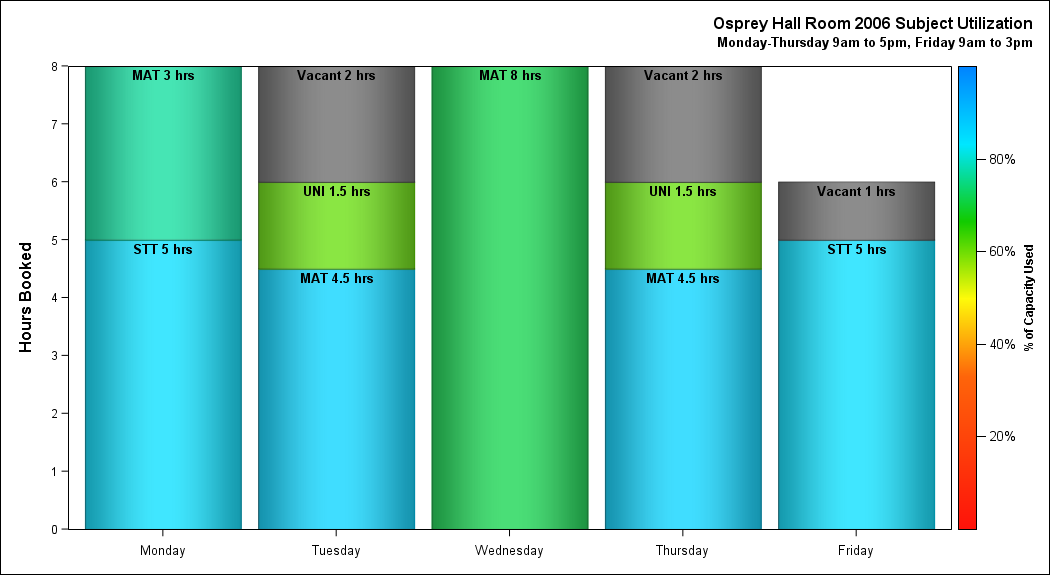 Osprey Hall Room 2006 Subject Utilization
Monday-Thursday 9am to 5pm, Friday 9am to 3pm
Hours Booked
8
7
6
5
4
3
2
1
0
MAT 3 hrs
STT 5 hrs
Vacant 2 hrs
UNI 1.5 hrs
MAT 4.5 hrs
MAT 8 hrs
Vacant 2 hrs
UNI 1.5 hrs
MAT 4.5 hrs
Vacant 1 hrs
STT 5 hrs
Monday
Tuesday
Wednesday
Thursday
Friday
80%
60%
40%
20%
% of Capacity Used